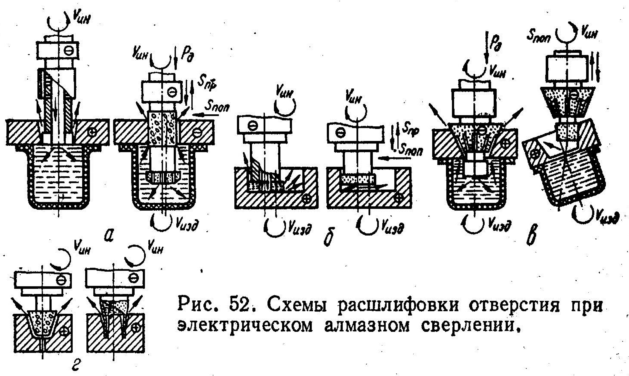 Vин
Vин
Pд
Sпр
Sпоп
Vин
Vин
Sпр
Sпоп
Pд
Vин
Sпоп
Vин
а
Vизд
Vизд
б
Vизд
в
Vизд
Vин
Vин
г
Рис. 52. Схемы расшлифовки отверстия при
электрическом алмазном сверлении.